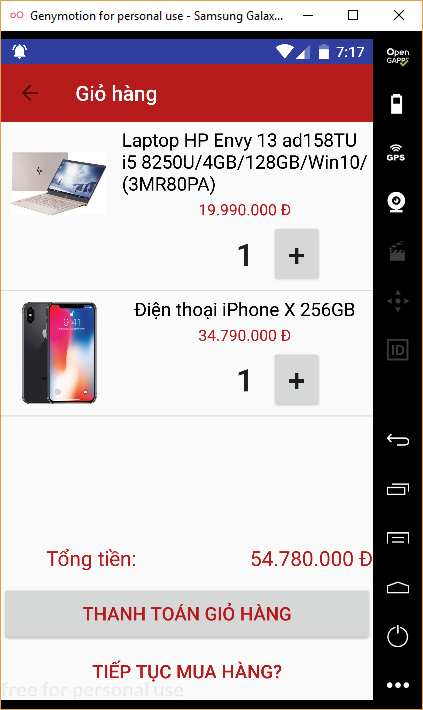 Genymotion for personal use - Samsung Galax...
Open
GAPPS
7:17
Giỏ hàng
GPS
Laptop HP Envy 13 ad158TU
i5 8250U/4GB/128GB/Win10/
(3MR80PA)
19.990.000 Đ
1 +
Điện thoại iPhone X 256GB
34.790.000 Đ
1 +
ID
Tổng tiền: 54.780.000 Đ
THANH TOÁN GIỎ HÀNG
TIẾP TỤC MUA HÀNG?
free for personal use